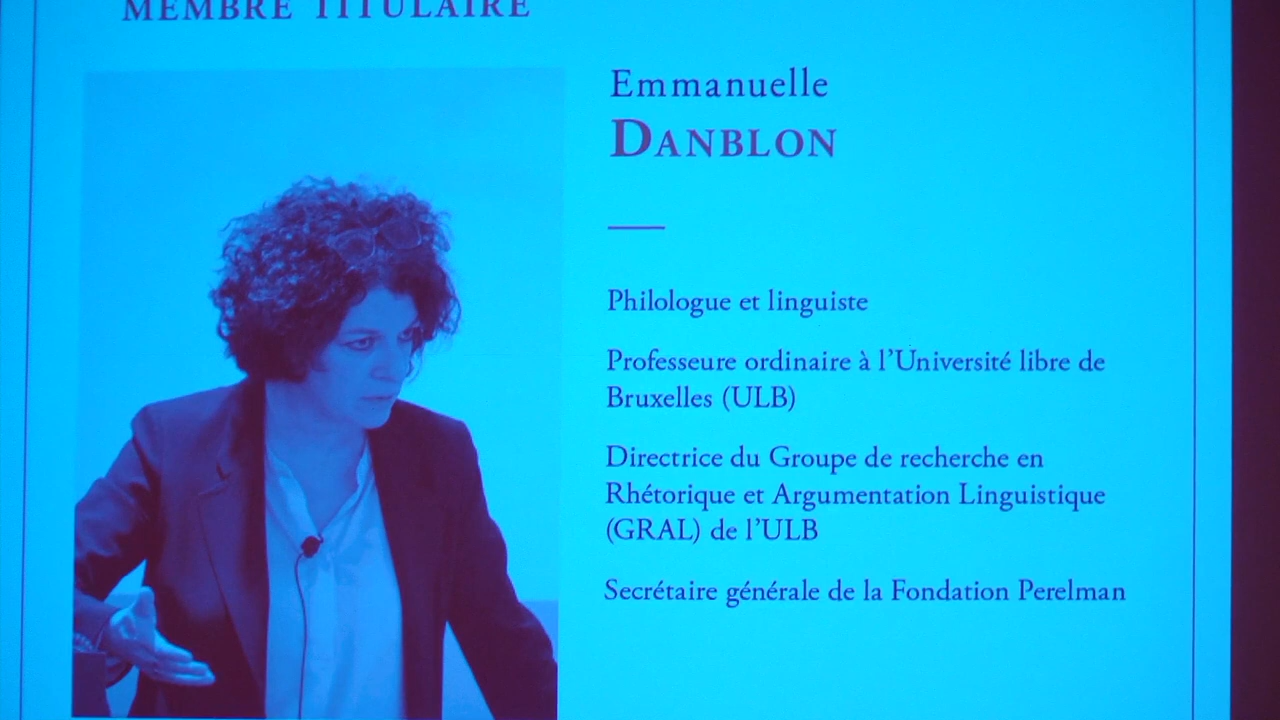 MEMBRE TITULAIRE
Emmanuelle
DANBLON
Philologue et linguiste
Professeure ordinaire à l'Université libre de
Bruxelles (ULB)
Directrice du Groupe de recherche en
Rhétorique et Argumentation Linguistique
(GRAL) de l'ULB
Secrétaire générale de la Fondation Perelman